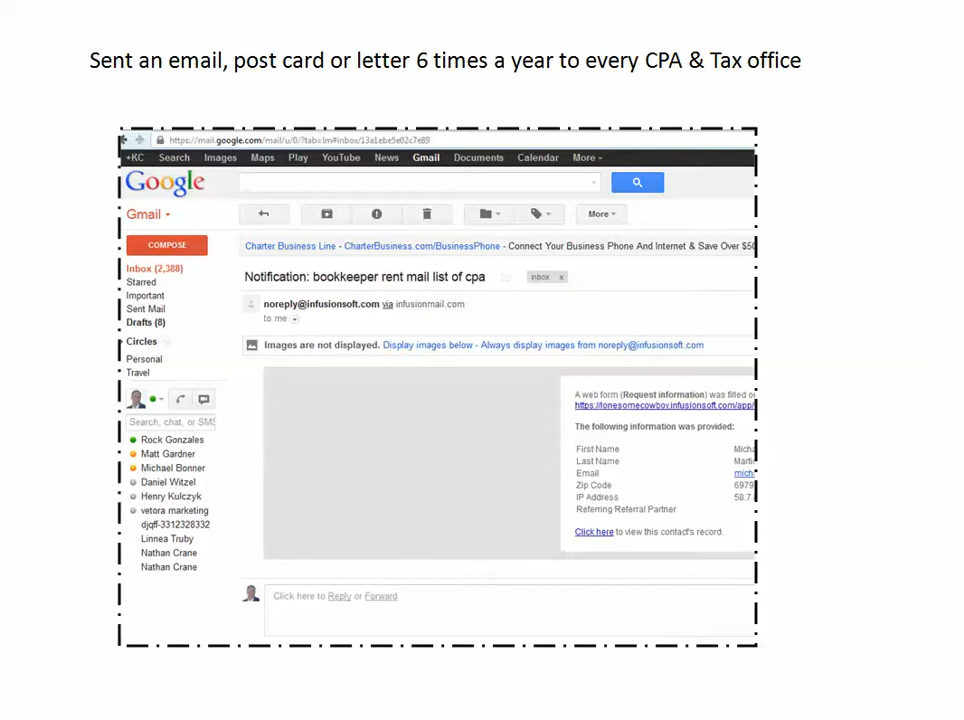 Sent an email, post card or letter 6 times a year to every CPA & Tax office
https://mail.google.com/mail/u/0/?tab=lm#inbox/13a1ebe5e02c7e89
+KC Search Images Maps Play YouTube News Gmail Documents Calendar More
Google
Gmail More
COMPOSE Charter Business Line - CharterBusiness.com/BusinessPhone - Connect Your Business Phone And Internet & Save Over $50
Inbox (2,388)
Starred Notification: bookkeeper rent mail list of cpa Inbox x
Important
Sent Mail noreply@infusionsoft.com via infusionmail.com
Drafts (8) to me
Circles Images are not displayed. Display images below - Always display images from noreply@infusionsoft.com
Personal
Travel
Search, chat, or SMS
Rock Gonzales
Matt Gardner
Michael Bonner
Daniel Witzel
Henry Kulczyk
vetora marketing
djqff-3312328332
Linnea Truby
Nathan Crane
Nathan Crane
A web form (Request information) was filled o
https://lonesomecowboy.infusionsoft.com/app/
The following information was provided:
First Name Micha
Last Name Marti
Email mich
Zip Code 6979
IP Address 58.7.
Referring Referral Partner
Click here to view this contact's record.
Click here to Reply or Forward